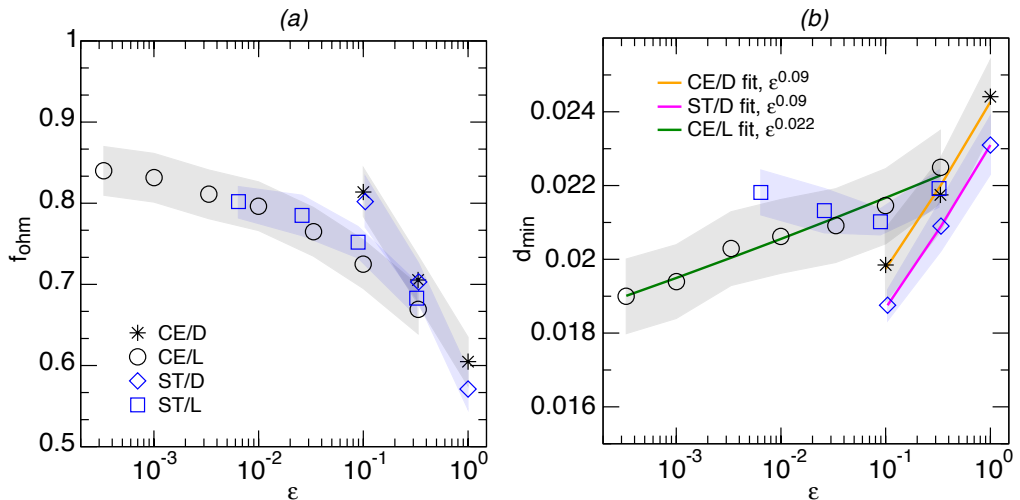 (a)
1
0.9
0.8
0.7
0.6
0.5
f_ohm
10^-3
10^-2
10^-1
10^0
ε
CE/D
CE/L
ST/D
ST/L
(b)
0.024
0.022
0.02
0.018
0.016
d_min
10^-3
10^-2
10^-1
10^0
ε
CE/D fit, ε^0.09
ST/D fit, ε^0.09
CE/L fit, ε^0.022